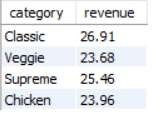 category revenue
Classic 26.91
Veggie 23.68
Supreme 25.46
Chicken 23.96